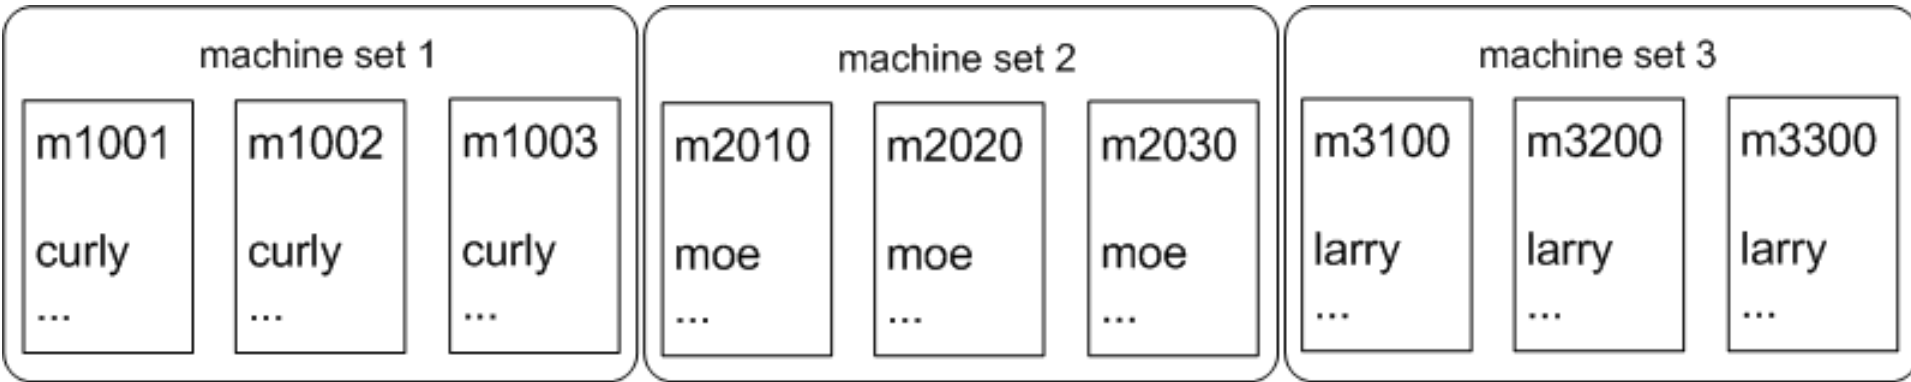 machine set 1
m1001
curly
...
m1002
curly
...
m1003
curly
...
machine set 2
m2010
moe
...
m2020
moe
...
m2030
moe
...
machine set 3
m3100
larry
...
m3200
larry
...
m3300
larry
...